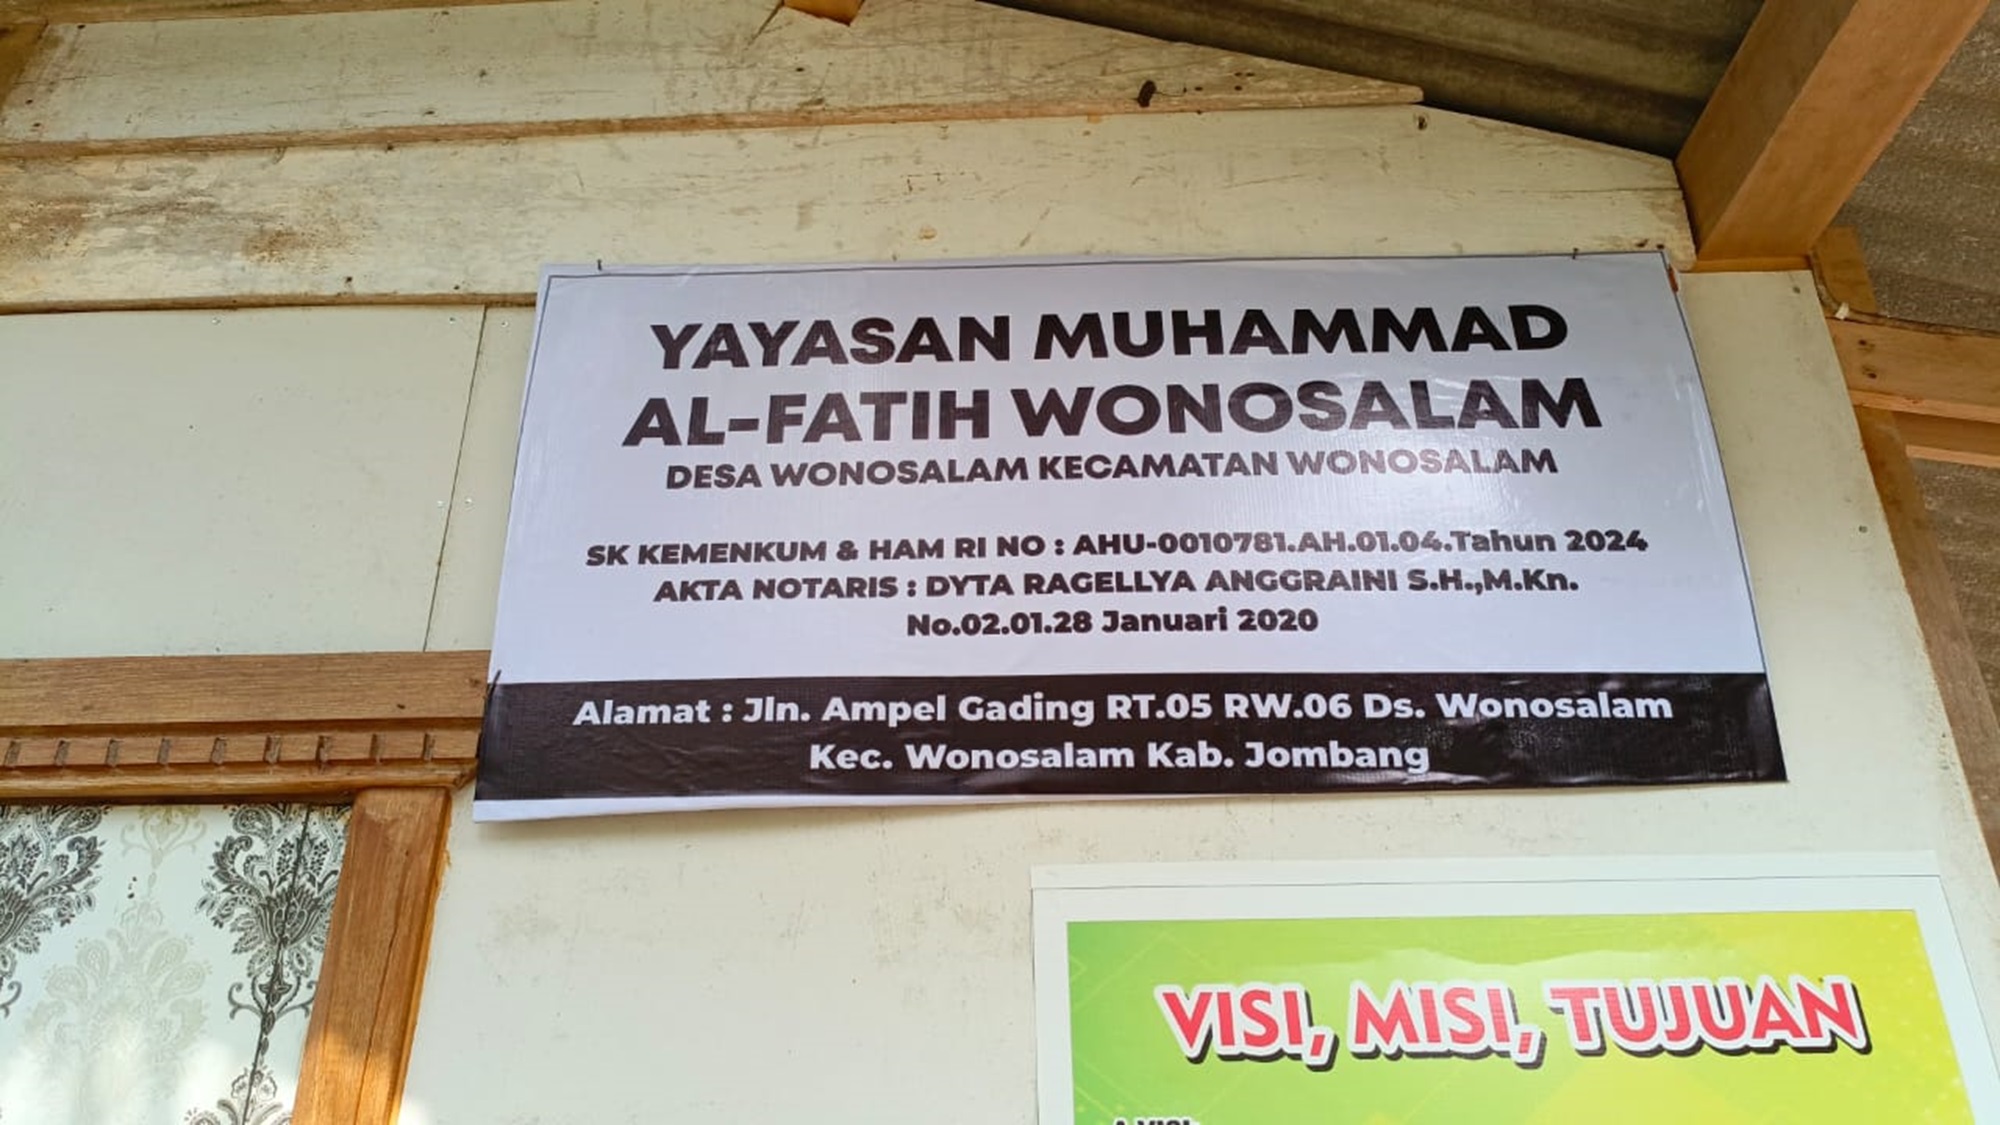 YAYASAN MUHAMMAD
AL-FATIH WONOSALAM
DESA WONOSALAM KECAMATAN WONOSALAM
SK KEMENKUM & HAM RI NO : AHU-0010781.AH.01.04.Tahun 2024
AKTA NOTARIS : DYTA RAGELLYA ANGGRAINI S.H.,M.Kn.
No.02.01.28 Januari 2020
Alamat : Jln. Ampel Gading RT.05 RW.06 Ds. Wonosalam
Kec. Wonosalam Kab. Jombang
VISI, MISI, TUJUAN